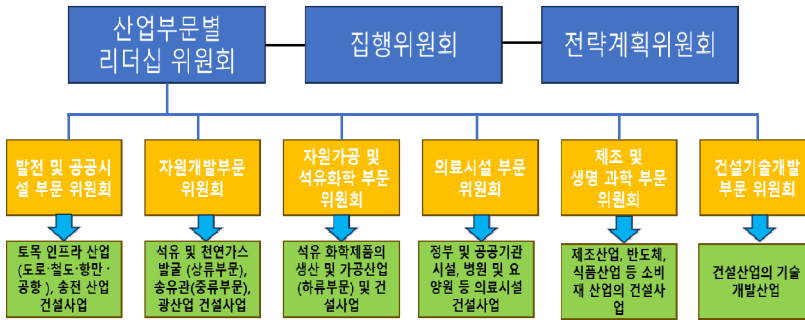 산업부문별
리더십 위원회
집행위원회
전략계획위원회
발전 및 공공시
설 부문 위원회
자원개발부문
위원회
자원가공 및
석유화학 부문
위원회
의료시설 부문
위원회
제조 및
생명 과학 부문
위원회
건설기술개발
부문 위원회
토목 인프라 산업
(도로·철도·항만·
공항), 송전 산업
건설사업
석유 및 천연가스
발굴 (상류부문),
송유관(중류부문),
광산업 건설사업
석유 화학제품의
생산 및 가공산업
(하류부문) 및 건
설사업
정부 및 공공기관
시설, 병원 및 요
양원 등 의료시설
건설사업
제조산업, 반도체,
식품산업 등 소비
재 산업의 건설사
업
건설산업의 기술
개발산업